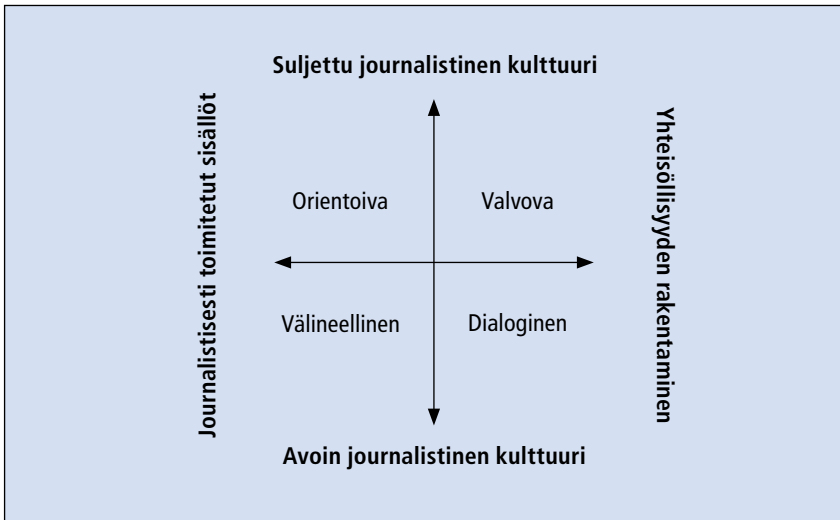 Suljettu journalistinen kulttuuri
Journalistisesti toimitetut sisällöt
Yhteisöllisyyden rakentaminen
Orientoiva
Valvova
Välineellinen
Dialoginen
Avoin journalistinen kulttuuri